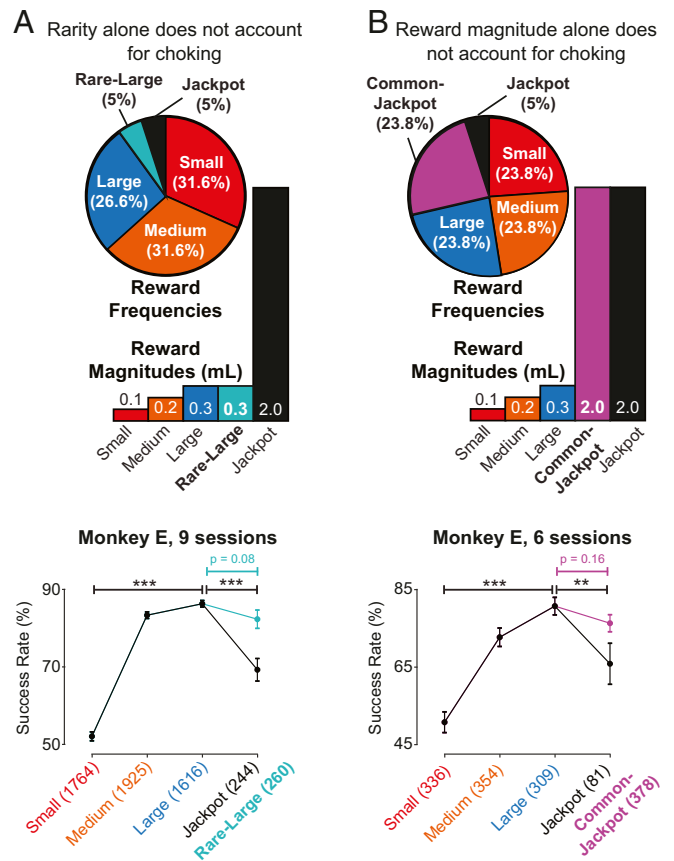 A
Rarity alone does not account
for choking
Rare-Large
(5%)
Jackpot
(5%)
Small
(31.6%)
Large
(26.6%)
Medium
(31.6%)
Reward
Frequencies
Reward
Magnitudes (mL)
0.1
0.2
0.3
0.3
2.0
Small
Medium
Large
Rare-Large
Jackpot
B
Reward magnitude alone does
not account for choking
Common-
Jackpot
(23.8%)
Jackpot
(5%)
Small
(23.8%)
Medium
(23.8%)
Large
(23.8%)
Reward
Frequencies
Reward
Magnitudes (mL)
0.1
0.2
0.3
2.0
2.0
Small
Medium
Large
Common-
Jackpot
Jackpot
Monkey E, 9 sessions
p = 0.08
***
***
Success Rate (%)
90
70
50
Small (1764)
Medium (1925)
Large (1616)
Jackpot (244)
Rare-Large (260)
Monkey E, 6 sessions
p = 0.16
***
**
Success Rate (%)
85
65
45
Small (336)
Medium (354)
Large (309)
Jackpot (81)
Common-
Jackpot (378)